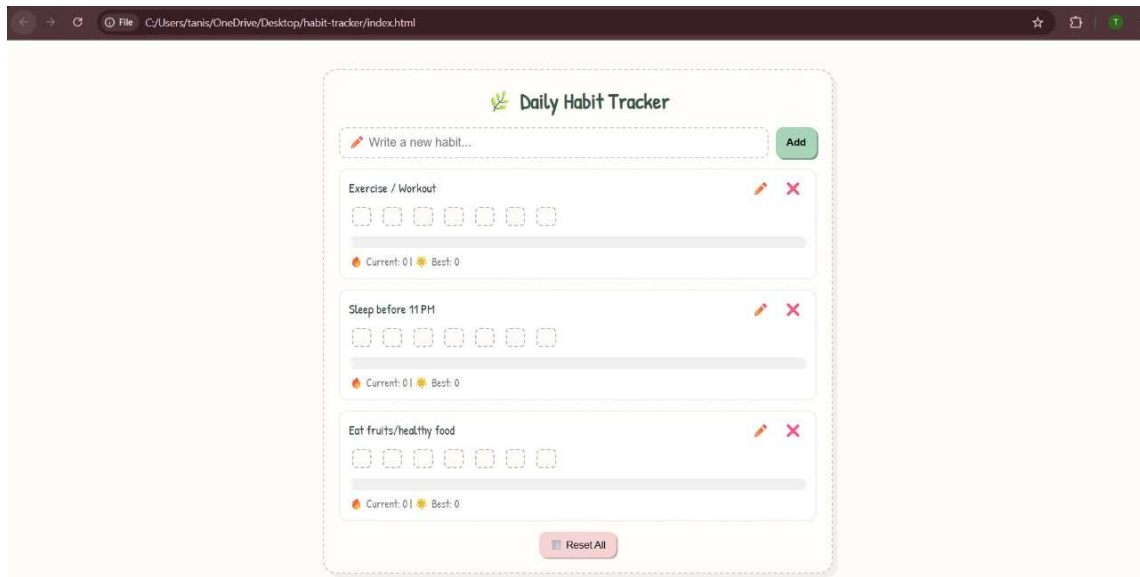 File C:/Users/tanis/OneDrive/Desktop/habit-tracker/index.html
T
Daily Habit Tracker
Write a new habit...
Add
Exercise / Workout
Current: 0 | Best: 0
Sleep before 11 PM
Current: 0 | Best: 0
Eat fruits/healthy food
Current: 0 | Best: 0
Reset All